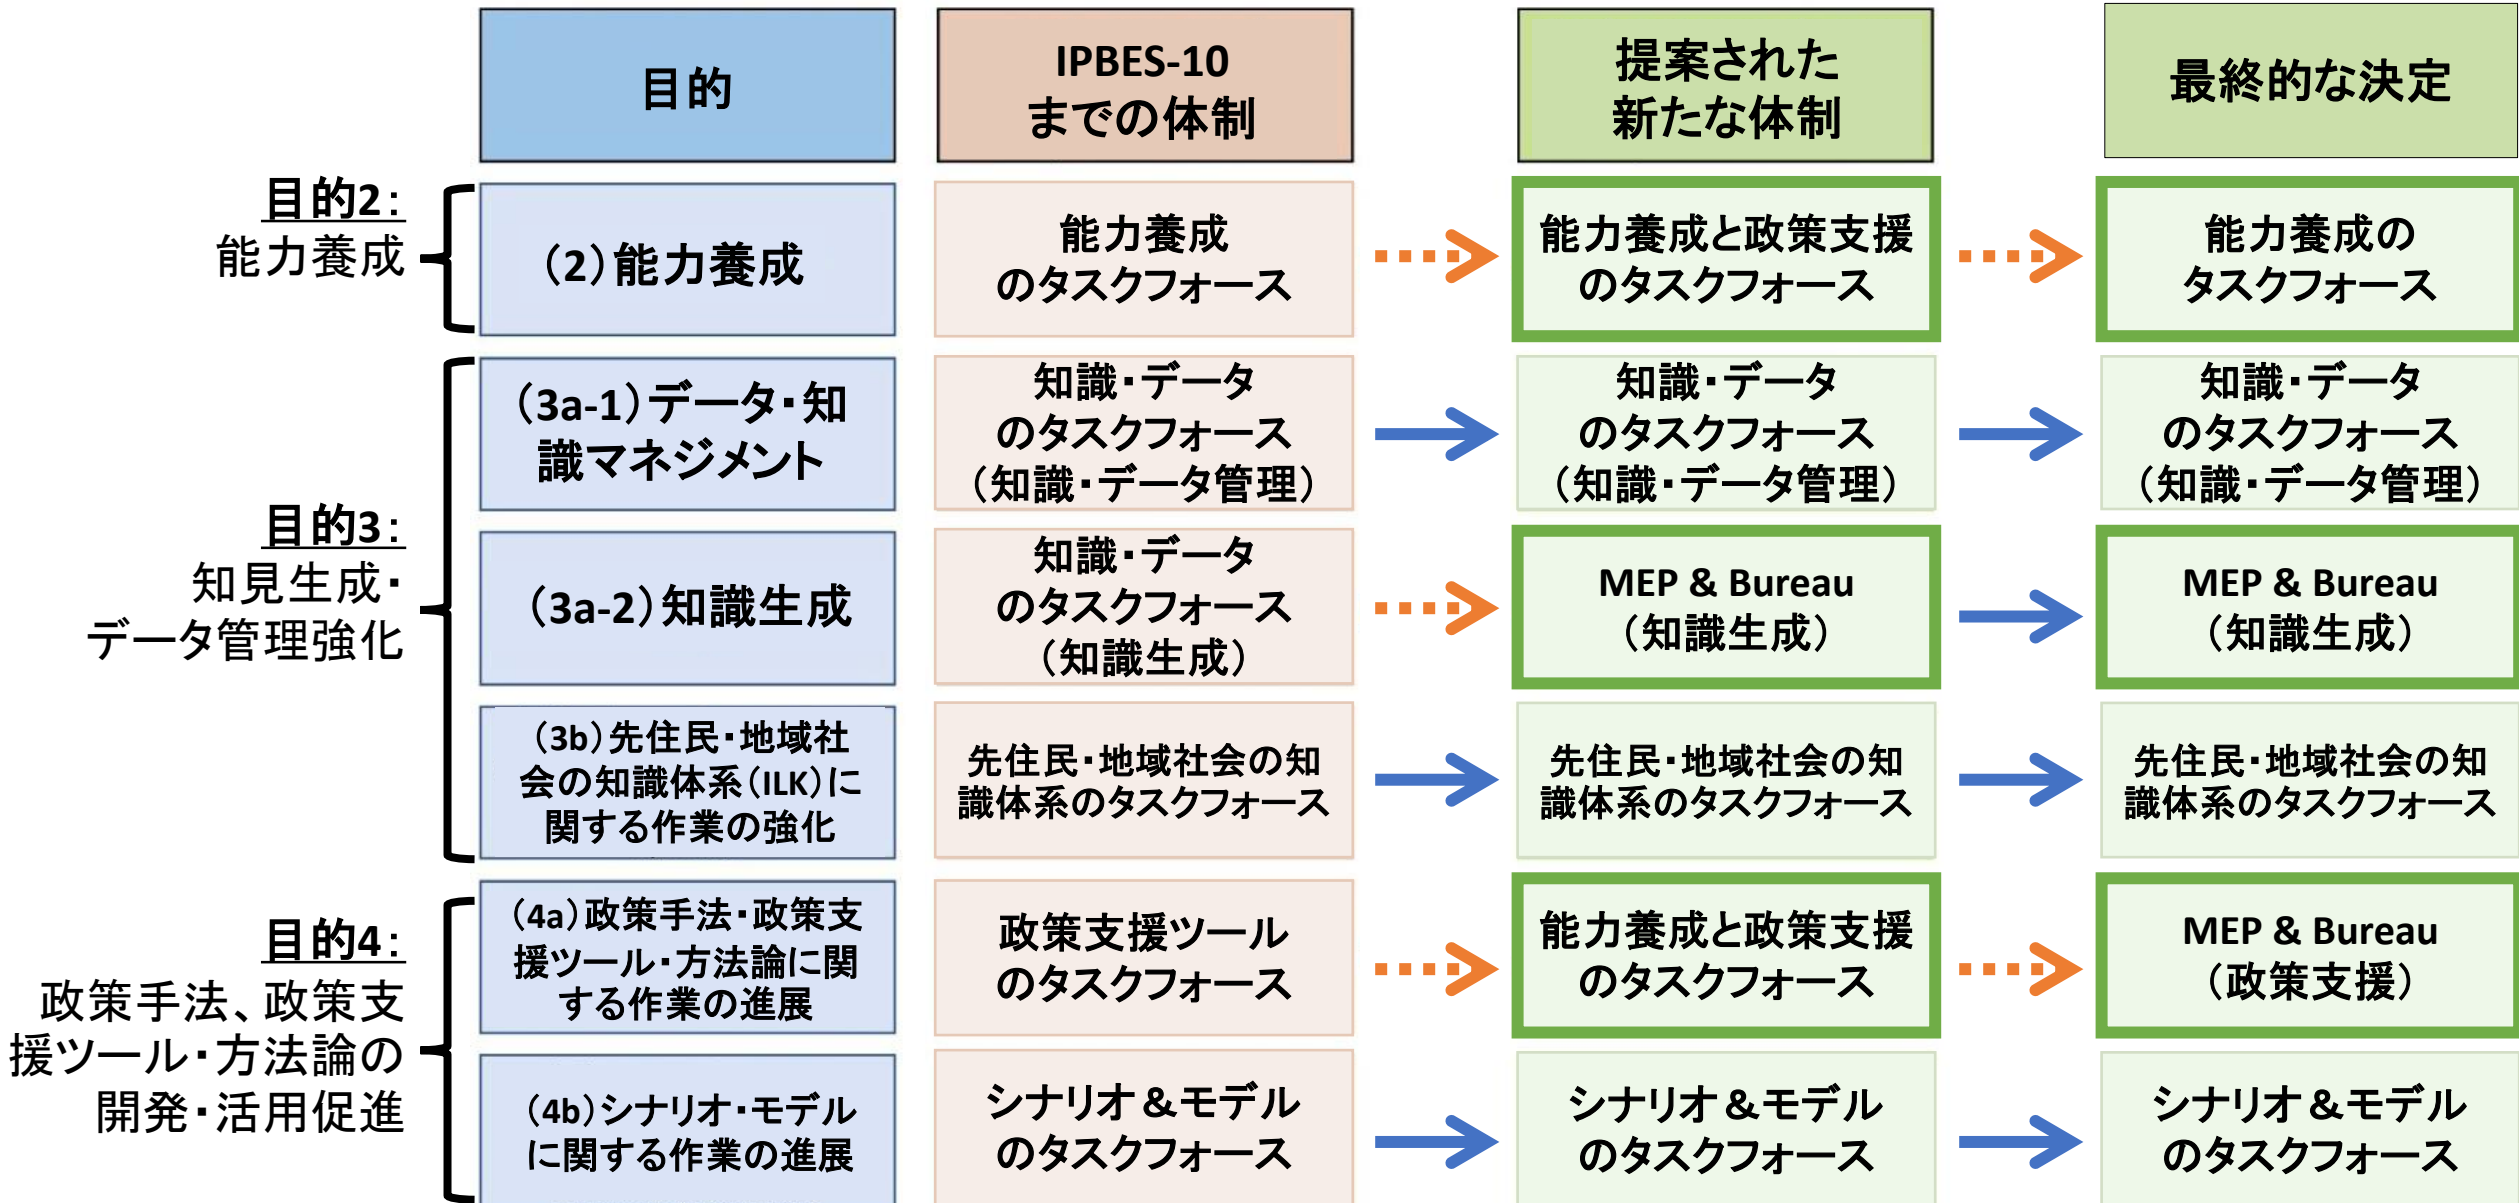 目的
IPBES-10
までの体制
提案された
新たな体制
最終的な決定
目的2：
能力養成
（2）能力養成
能力養成
のタスクフォース
能力養成と政策支援
のタスクフォース
能力養成の
タスクフォース
目的3：
知見生成・
データ管理強化
（3a-1）データ・知
識マネジメント
知識・データ
のタスクフォース
（知識・データ管理）
知識・データ
のタスクフォース
（知識・データ管理）
知識・データ
のタスクフォース
（知識・データ管理）
（3a-2）知識生成
知識・データ
のタスクフォース
（知識生成）
MEP & Bureau
（知識生成）
MEP & Bureau
（知識生成）
（3b）先住民・地域社
会の知識体系（ILK）に
関する作業の強化
先住民・地域社会の知
識体系のタスクフォース
先住民・地域社会の知
識体系のタスクフォース
先住民・地域社会の知
識体系のタスクフォース
目的4：
政策手法、政策支
援ツール・方法論の
開発・活用促進
（4a）政策手法・政策支
援ツール・方法論に関
する作業の進展
政策支援ツール
のタスクフォース
能力養成と政策支援
のタスクフォース
MEP & Bureau
（政策支援）
（4b）シナリオ・モデル
に関する作業の進展
シナリオ＆モデル
のタスクフォース
シナリオ＆モデル
のタスクフォース
シナリオ＆モデル
のタスクフォース